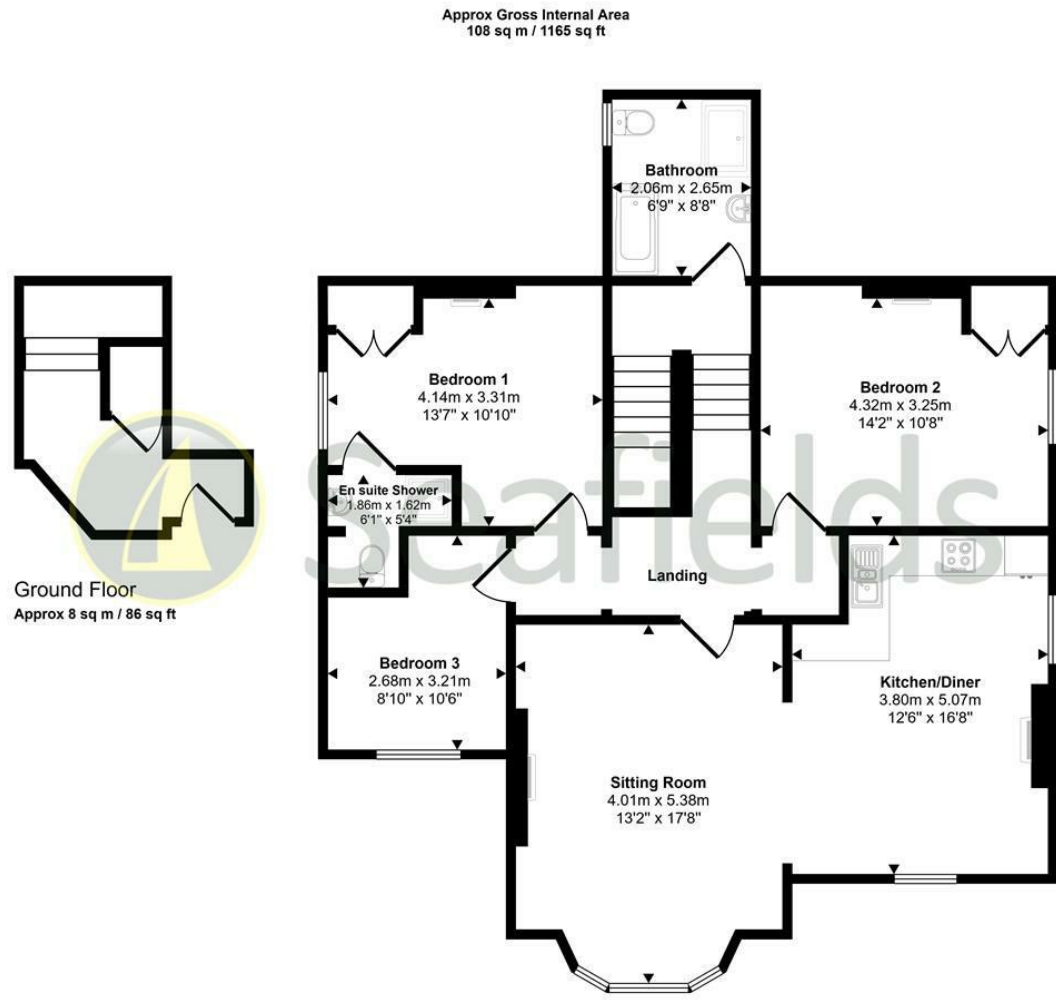 Approx Gross Internal Area
108 sq m / 1165 sq ft
Bathroom
2.06m x 2.65m
6'9" x 8'8"
Bedroom 1
4.14m x 3.31m
13'7" x 10'10"
Bedroom 2
4.32m x 3.25m
14'2" x 10'8"
En suite Shower
1.86m x 1.62m
6'1" x 5'4"
Seafields
Landing
Ground Floor
Approx 8 sq m / 86 sq ft
Bedroom 3
2.68m x 3.21m
8'10" x 10'6"
Kitchen/Diner
3.80m x 5.07m
12'6" x 16'8"
Sitting Room
4.01m x 5.38m
13'2" x 17'8"